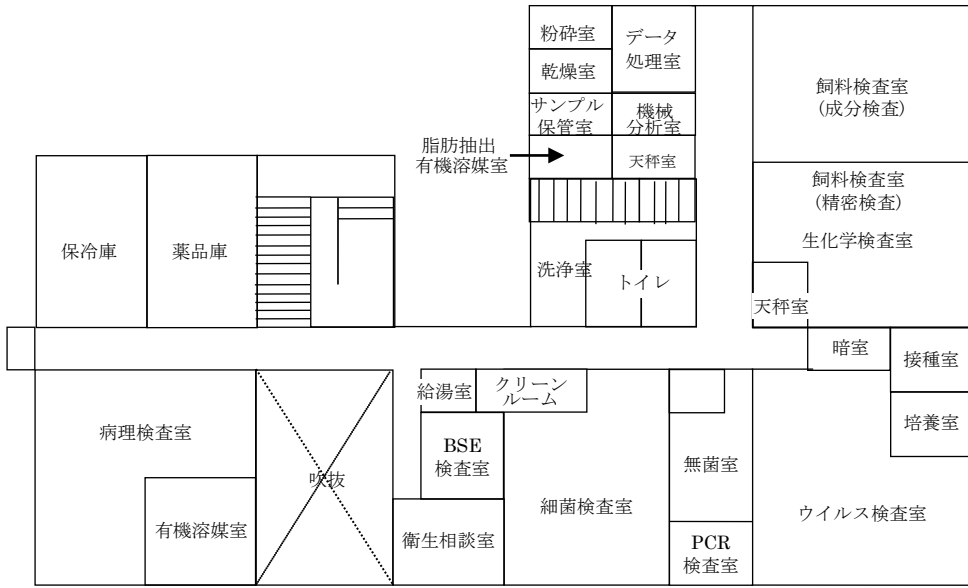 粉砕室
データ
処理室
乾燥室
サンプル
保管室
機械
分析室
飼料検査室
(成分検査)
脂肪抽出
有機溶媒室
天秤室
飼料検査室
(精密検査)
生化学検査室
保冷庫
薬品庫
洗浄室
トイレ
天秤室
暗室
接種室
給湯室
クリーン
ルーム
培養室
病理検査室
BSE
検査室
無菌室
吹抜
細菌検査室
ウイルス検査室
有機溶媒室
衛生相談室
PCR
検査室